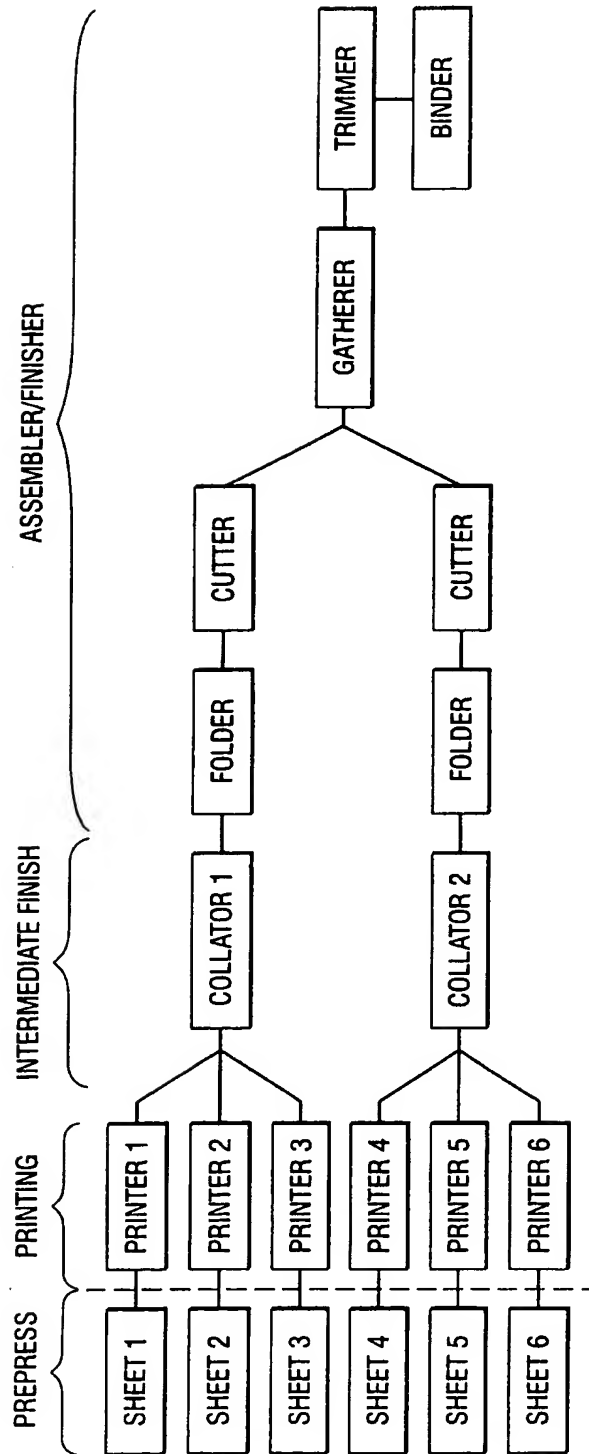 PREPRESS
PRINTING
INTERMEDIATE FINISH
ASSEMBLER/FINISHER
SHEET 1
SHEET 2
SHEET 3
SHEET 4
SHEET 5
SHEET 6
PRINTER 1
PRINTER 2
PRINTER 3
PRINTER 4
PRINTER 5
PRINTER 6
COLLATOR 1
COLLATOR 2
FOLDER
FOLDER
CUTTER
CUTTER
GATHERER
TRIMMER
BINDER